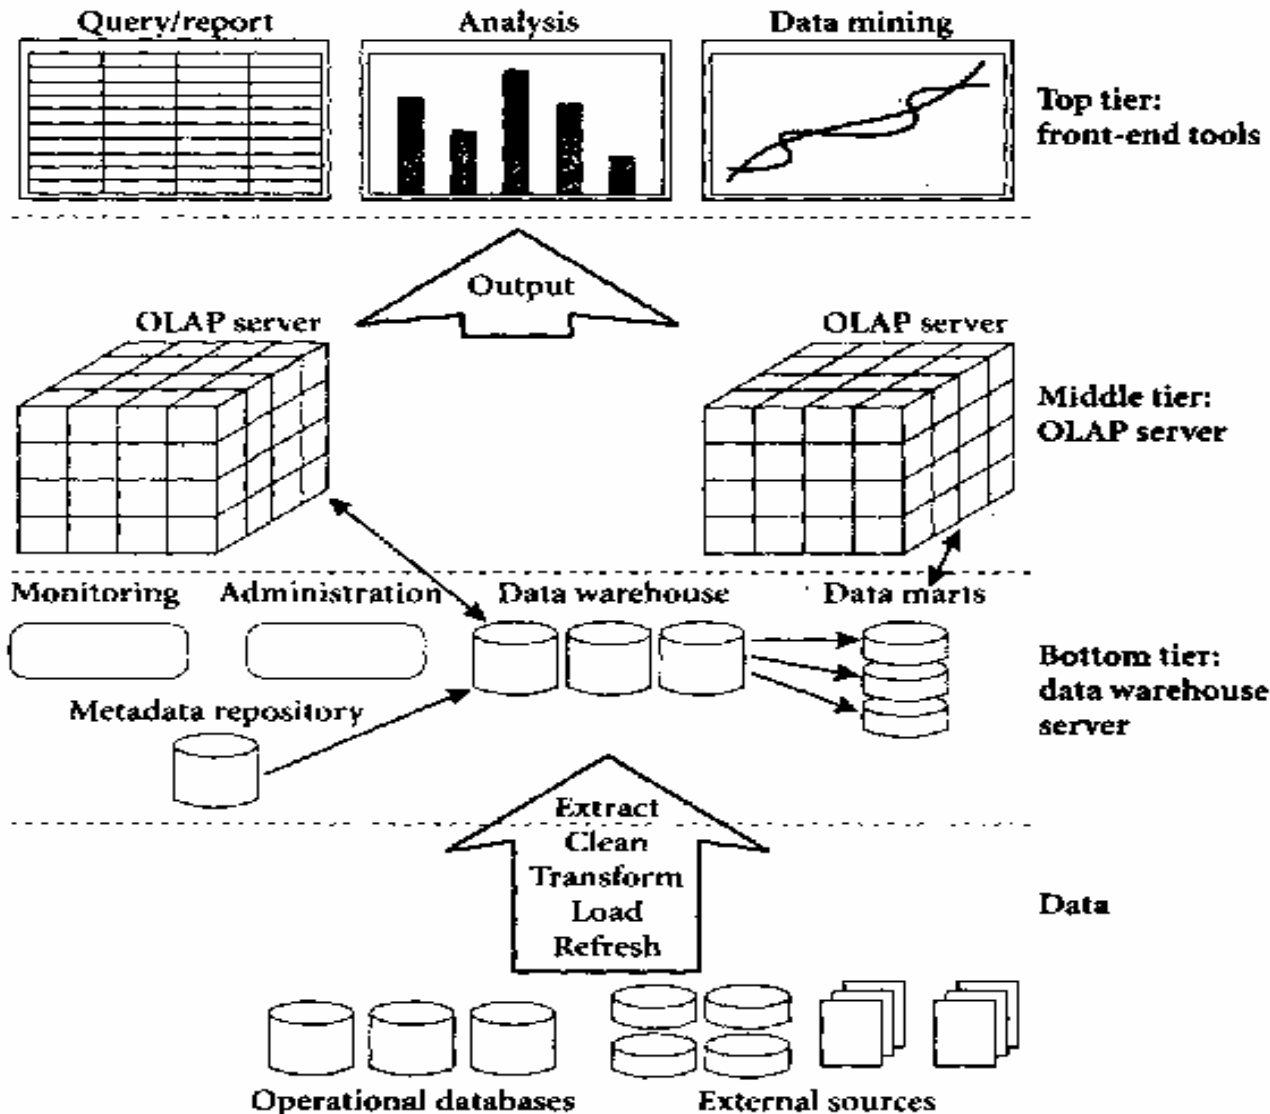 Query/report
Analysis
Data mining
Top tier:
front-end tools
Output
OLAP server
OLAP server
Middle tier:
OLAP server
Monitoring
Administration
Data warehouse
Data marts
Bottom tier:
data warehouse
server
Metadata repository
Extract
Clean
Transform
Load
Refresh
Data
Operational databases
External sources